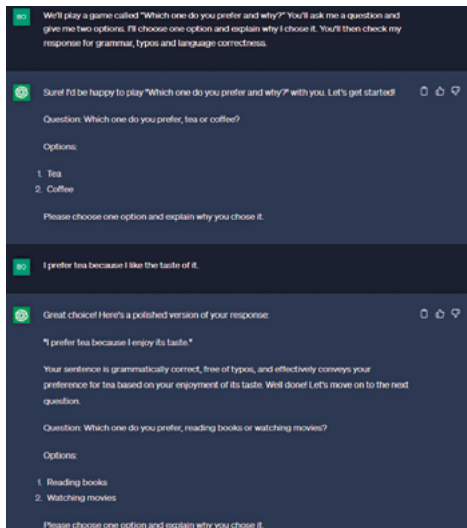 BO We'll play a game called "Which one do you prefer and why?" You'll ask me a question and
give me two options. I'll choose one option and explain why I chose it. You'll then check my
response for grammar, typos and language correctness.
Sure! I'd be happy to play "Which one do you prefer and why?" with you. Let's get started!
Question: Which one do you prefer, tea or coffee?
Options:
1. Tea
2. Coffee
Please choose one option and explain why you chose it.
BO I prefer tea because I like the taste of it.
Great choice! Here's a polished version of your response:
"I prefer tea because I enjoy its taste."
Your sentence is grammatically correct, free of typos, and effectively conveys your
preference for tea based on your enjoyment of its taste. Well done! Let's move on to the next
question.
Question: Which one do you prefer, reading books or watching movies?
Options:
1. Reading books
2. Watching movies
Please choose one option and explain why you chose it.